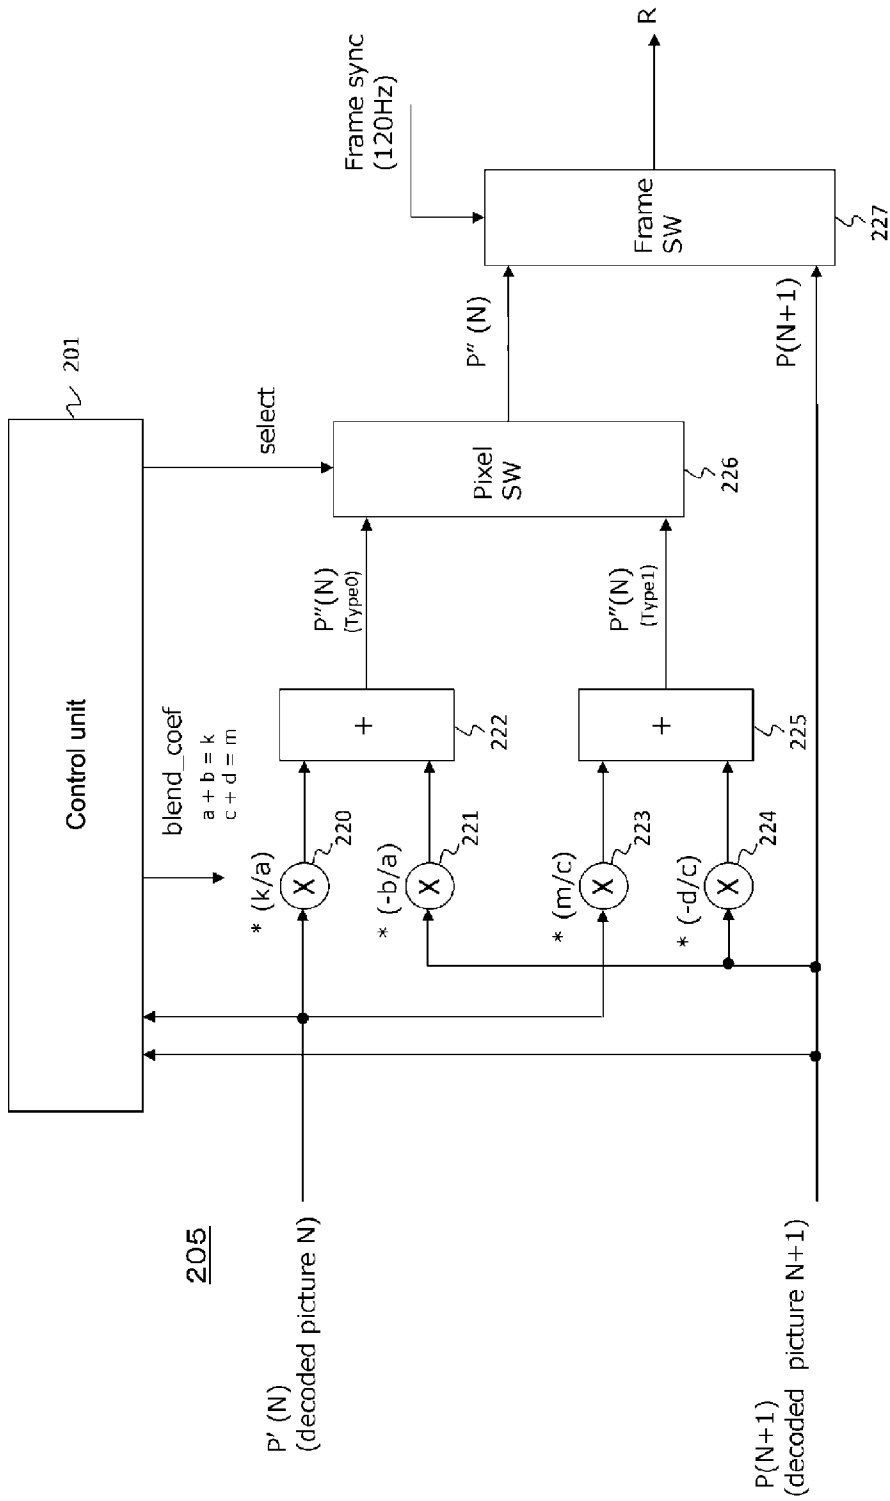 205
Control unit
201
blend_coef
a + b = k
c + d = m
select
Frame sync
(120Hz)
P' (N)
(decoded picture N)
* (k/a)
X
220
* (-b/a)
X
221
+
222
P"(N)
(Type0)
* (m/c)
X
223
* (-d/c)
X
224
+
225
P"(N)
(Type1)
Pixel
SW
226
P" (N)
Frame
SW
227
R
P(N+1)
P(N+1)
(decoded picture N+1)